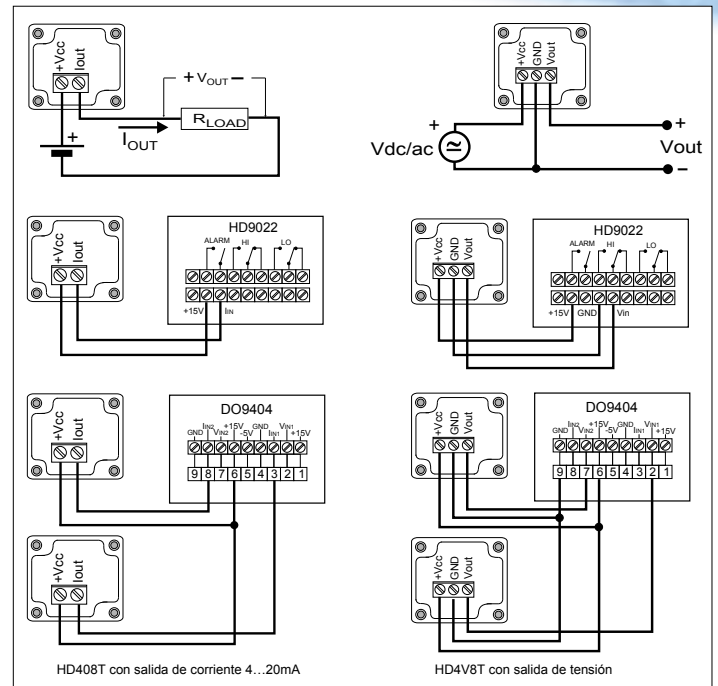 +Vcc
Iout
+ VOUT −
RLOAD
IOUT
+
+Vcc
GND
Vout
+
Vdc/ac
+
Vout
−
+Vcc
Iout
HD9022
ALARM HI LO
+15V IIN
+Vcc
GND
Vout
HD9022
ALARM HI LO
+15V GND Vin
+Vcc
Iout
DO9404
GND IIN2 VIN2 +15V -5V GND IIN1 VIN1 +15V
9 8 7 6 5 4 3 2 1
+Vcc
Iout
HD408T con salida de corriente 4…20mA
+Vcc
GND
Vout
DO9404
GND IIN2 VIN2 +15V -5V GND IIN1 VIN1 +15V
9 8 7 6 5 4 3 2 1
+Vcc
GND
Vout
HD4V8T con salida de tensión